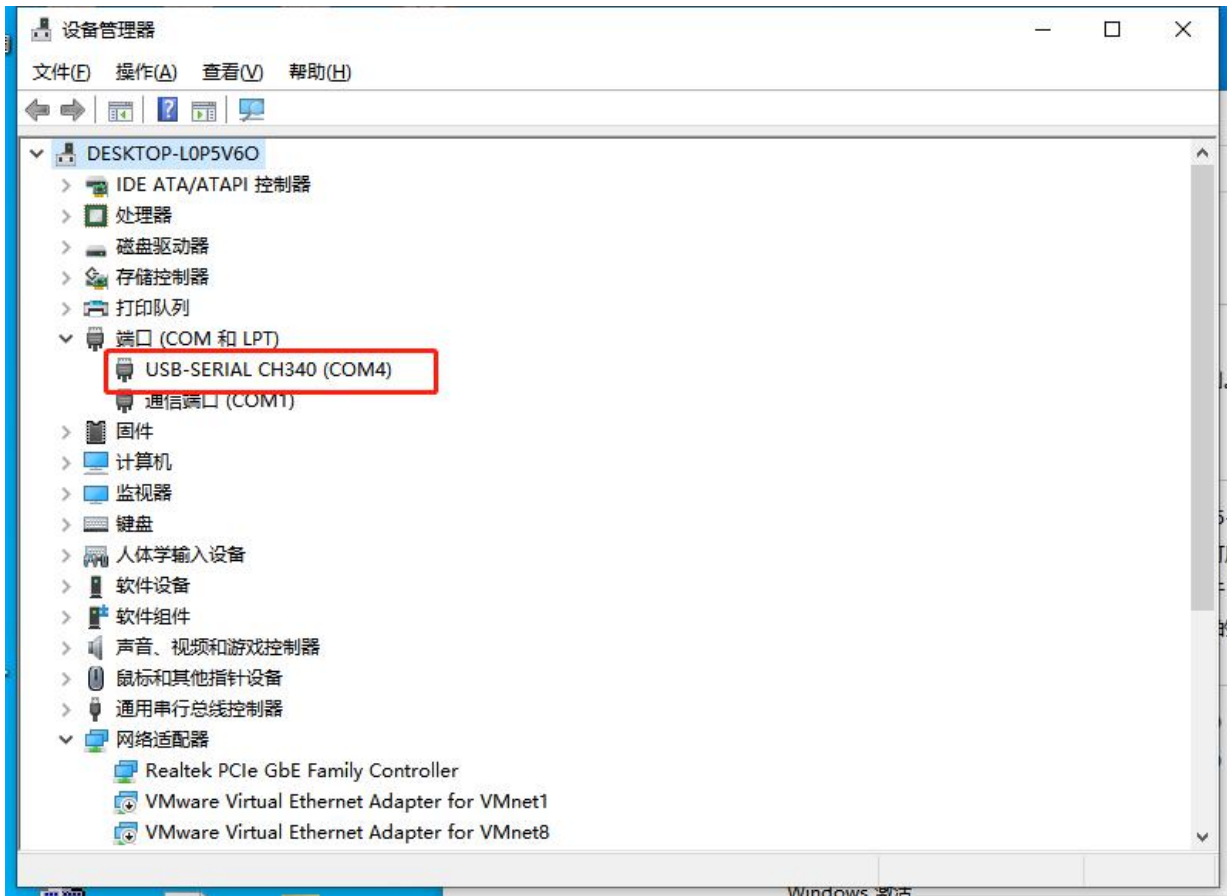 设备管理器
文件(F) 操作(A) 查看(V) 帮助(H)
DESKTOP-L0P5V6O
IDE ATA/ATAPI 控制器
处理器
磁盘驱动器
存储控制器
打印队列
端口 (COM 和 LPT)
USB-SERIAL CH340 (COM4)
通信端口 (COM1)
固件
计算机
监视器
键盘
人体学输入设备
软件设备
软件组件
声音、视频和游戏控制器
鼠标和其他指针设备
通用串行总线控制器
网络适配器
Realtek PCIe GbE Family Controller
VMware Virtual Ethernet Adapter for VMnet1
VMware Virtual Ethernet Adapter for VMnet8
Windows 激活